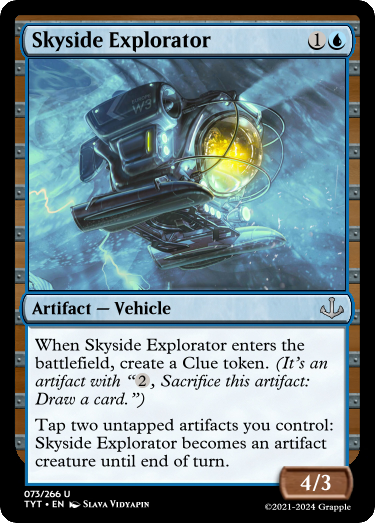 Skyside Explorator 1
W3
Artifact — Vehicle
When Skyside Explorator enters the
battlefield, create a Clue token. (It's an
artifact with “2, Sacrifice this artifact:
Draw a card.”)
Tap two untapped artifacts you control:
Skyside Explorator becomes an artifact
creature until end of turn.
4/3
073/266 U
TYT • EN Slava Vidyapin
©2021-2024 Grapple